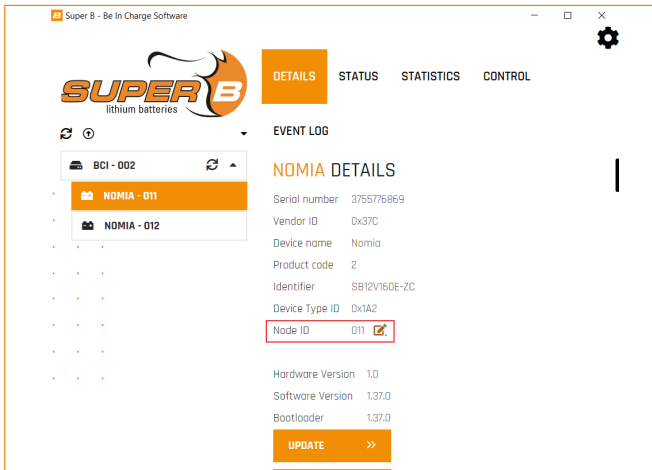 Super B - Be In Charge Software
SUPER B
lithium batteries
DETAILS STATUS STATISTICS CONTROL
EVENT LOG
BCI - 002
NOMIA - 011
NOMIA - 012
NOMIA DETAILS
Serial number 3755776869
Vendor ID 0x37C
Device name Nomia
Product code 2
Identifier SB12V160E-ZC
Device Type ID 0x1A2
Node ID 011
Hardware Version 1.0
Software Version 1.37.0
Bootloader 1.37.0
UPDATE »